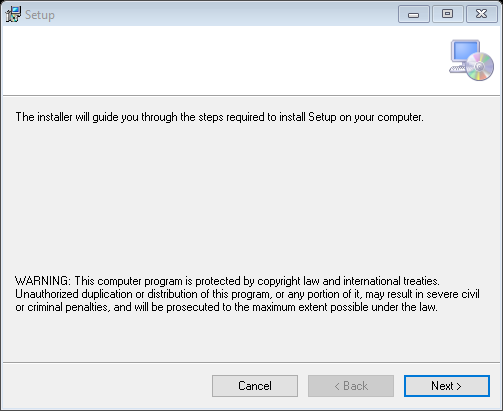 Setup
The installer will guide you through the steps required to install Setup on your computer.
WARNING: This computer program is protected by copyright law and international treaties.
Unauthorized duplication or distribution of this program, or any portion of it, may result in severe civil
or criminal penalties, and will be prosecuted to the maximum extent possible under the law.
Cancel
< Back
Next >